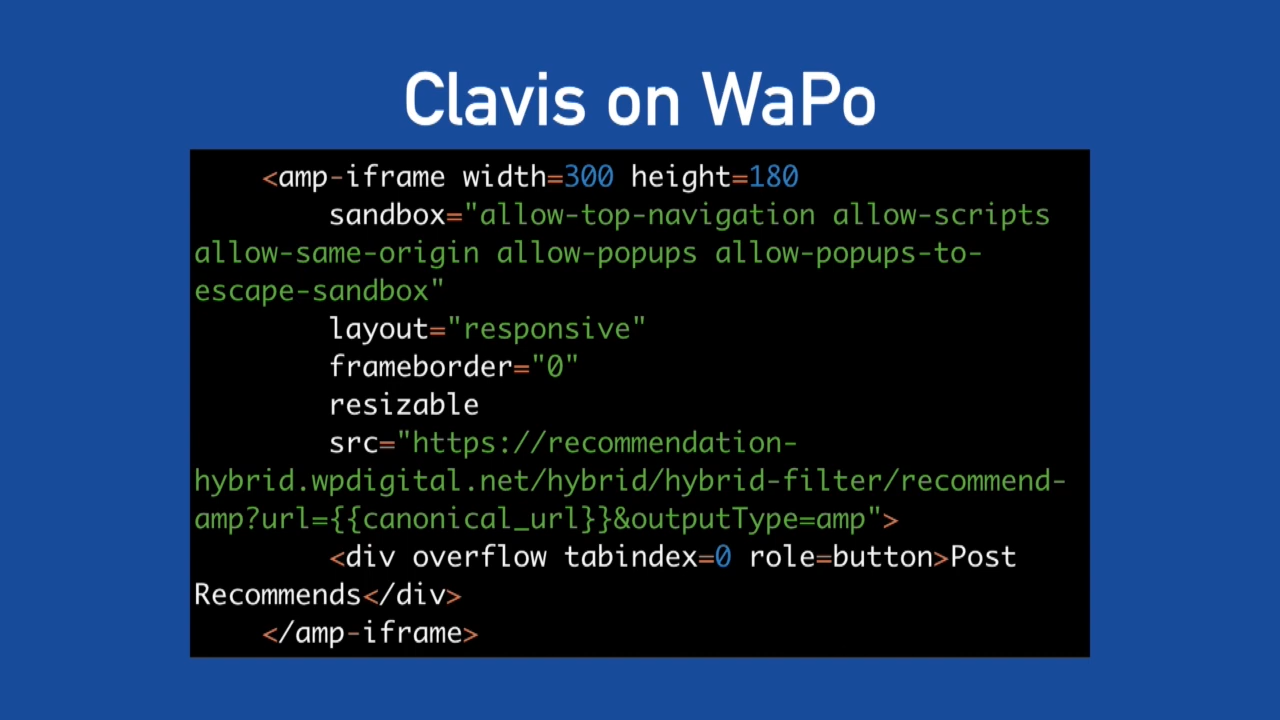 Clavis on WaPo
<amp-iframe width=300 height=180
sandbox="allow-top-navigation allow-scripts
allow-same-origin allow-popups allow-popups-to-
escape-sandbox"
layout="responsive"
frameborder="0"
resizable
src="https://recommendation-
hybrid.wpdigital.net/hybrid/hybrid-filter/recommend-
amp?url={{canonical_url}}&outputType=amp">
<div overflow tabindex=0 role=button>Post
Recommends</div>
</amp-iframe>